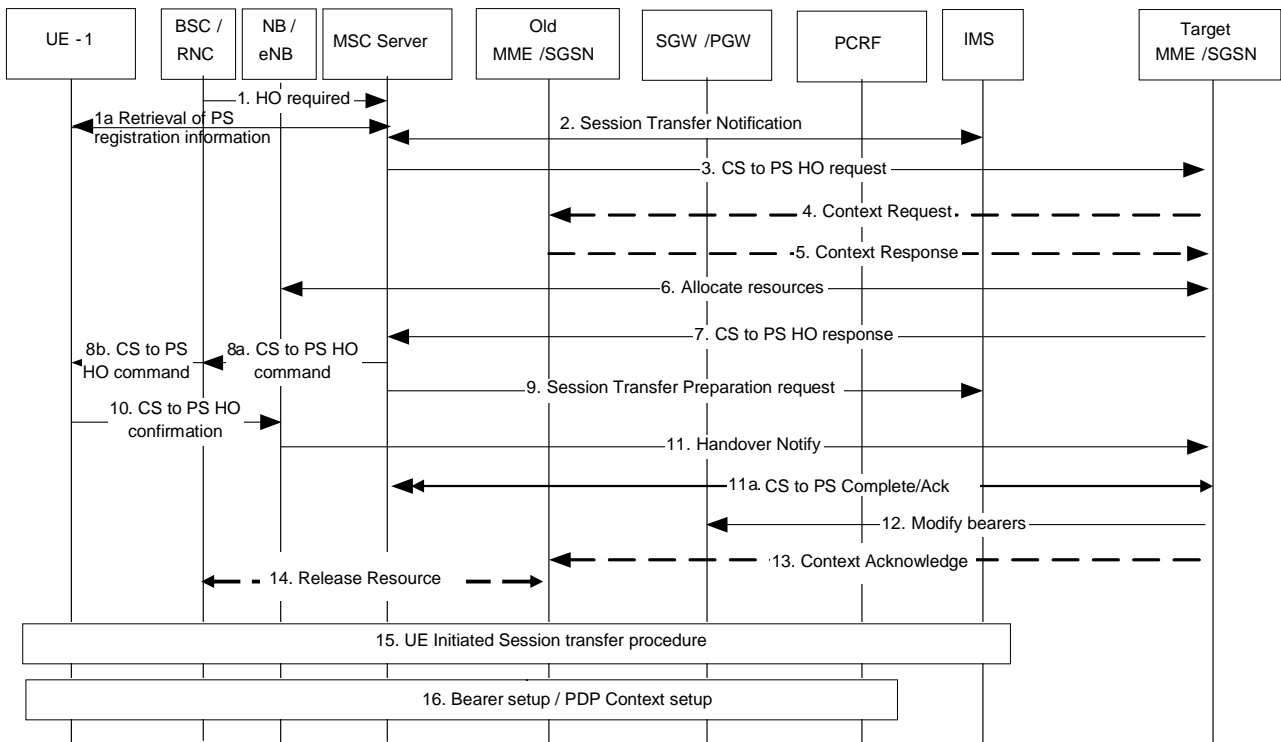 UE - 1
BSC /
RNC
NB /
eNB
MSC Server
Old
MME /SGSN
SGW /PGW
PCRF
IMS
Target
MME /SGSN
1. HO required
1a Retrieval of PS
registration information
2. Session Transfer Notification
3. CS to PS HO request
4. Context Request
5. Context Response
6. Allocate resources
7. CS to PS HO response
8b. CS to PS
HO command
8a. CS to PS HO
command
9. Session Transfer Preparation request
10. CS to PS HO
confirmation
11. Handover Notify
11a. CS to PS Complete/Ack
12. Modify bearers
13. Context Acknowledge
14. Release Resource
15. UE Initiated Session transfer procedure
16. Bearer setup / PDP Context setup